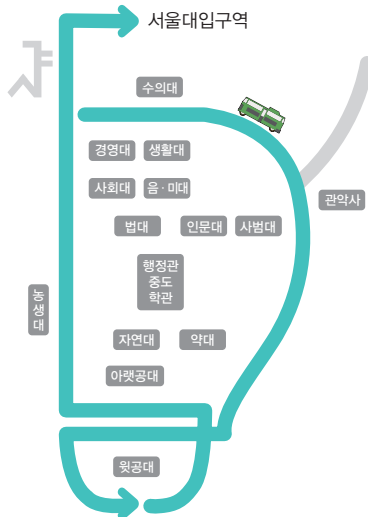 서울대입구역
수의대
경영대 생활대
사회대 음·미대
관악사
법대 인문대 사범대
행정관
중도
학관
농
생
대
자연대 약대
아랫공대
윗공대